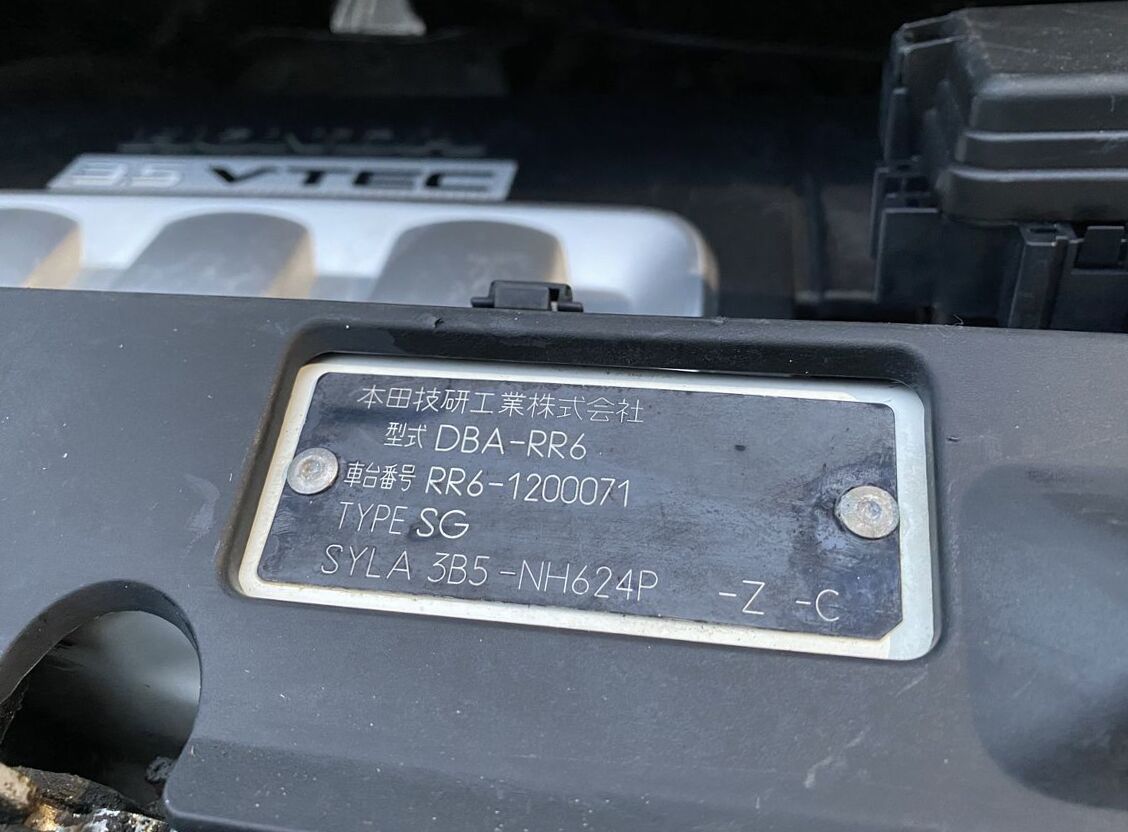 3.5 VTEC
本田技研工業株式会社
型式 DBA-RR6
車台番号 RR6-1200071
TYPE SG
SYLA 3B5-NH624P -Z -C